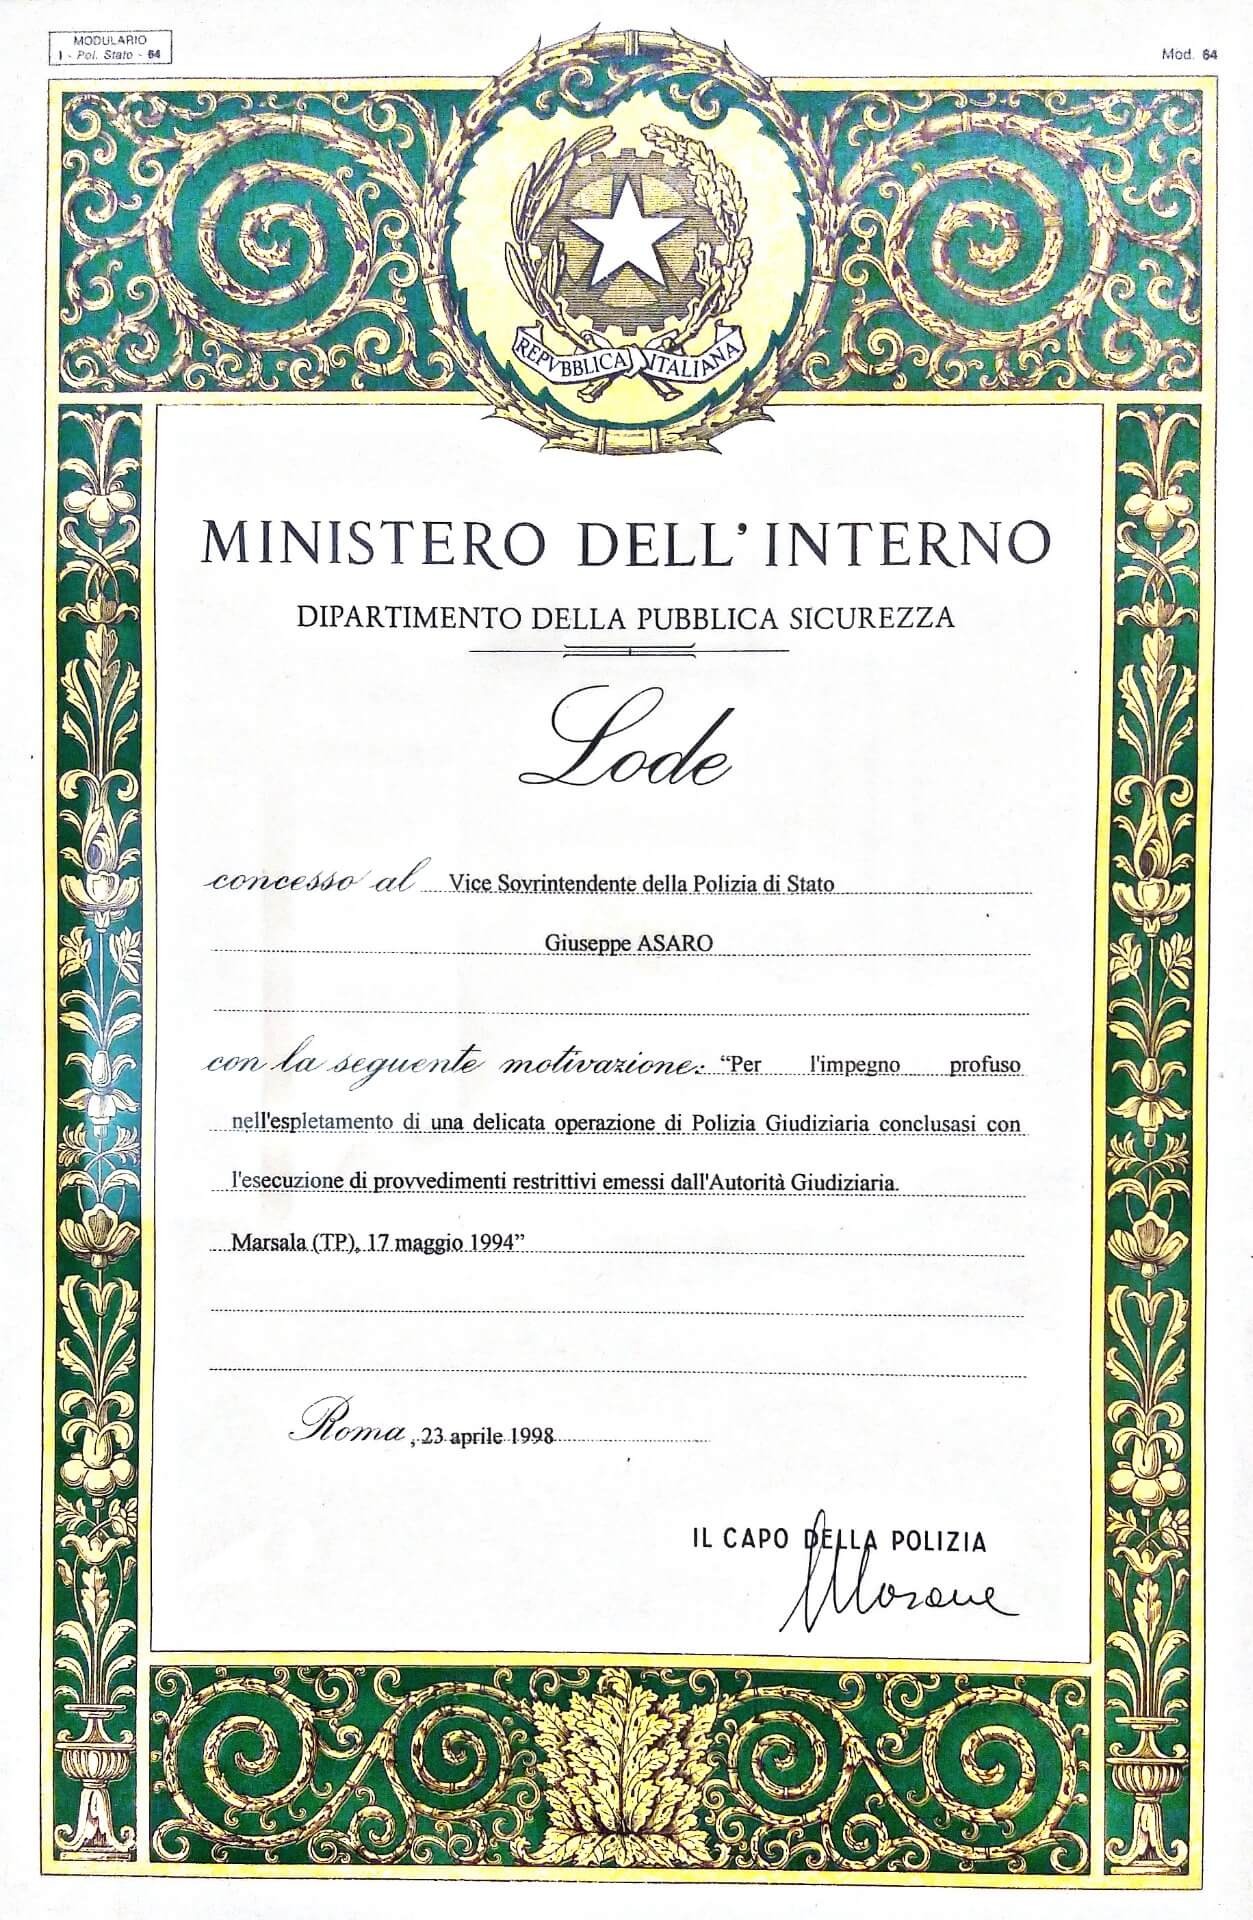 MODULARIO
I - Pol. Stato - 64
Mod. 64
REPVBBLICA ITALIANA
MINISTERO DELL'INTERNO
DIPARTIMENTO DELLA PUBBLICA SICUREZZA
Lode
concesso al Vice Sovrintendente della Polizia di Stato
Giuseppe ASARO
con la seguente motivazione: “Per l'impegno profuso
nell'espletamento di una delicata operazione di Polizia Giudiziaria conclusasi con
l'esecuzione di provvedimenti restrittivi emessi dall'Autorità Giudiziaria.
Marsala (TP), 17 maggio 1994”
Roma, 23 aprile 1998
IL CAPO DELLA POLIZIA